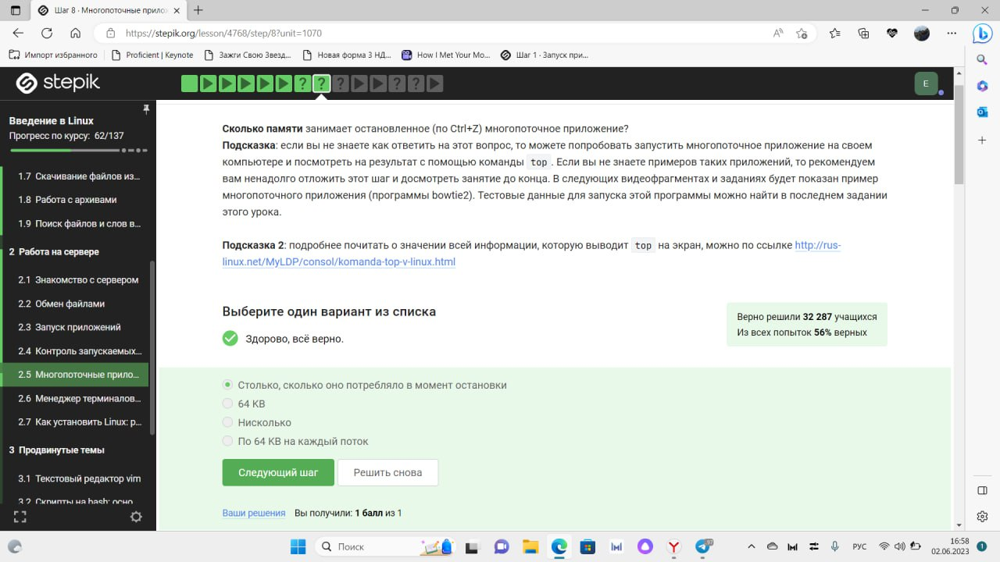 Шаг 8 · Многопоточные прилож
https://stepik.org/lesson/4768/step/8?unit=1070
Импорт избранного
Proficient | Keynote
Зажги Свою Звезд...
Новая форма 3 НД...
How I Met Your Mo...
Шаг 1 · Запуск при...
stepik
? ? ? ? ?
E
Введение в Linux
Прогресс по курсу: 62/137
1.7 Скачивание файлов из...
1.8 Работа с архивами
1.9 Поиск файлов и слов в...
2 Работа на сервере
2.1 Знакомство с сервером
2.2 Обмен файлами
2.3 Запуск приложений
2.4 Контроль запускаемых...
2.5 Многопоточные прило...
2.6 Менеджер терминалов...
2.7 Как установить Linux: р...
3 Продвинутые темы
3.1 Текстовый редактор vim
3.2 Скрипты на bash: осно
Сколько памяти занимает остановленное (по Ctrl+Z) многопоточное приложение?
Подсказка: если вы не знаете как ответить на этот вопрос, то можете попробовать запустить многопоточное приложение на своем
компьютере и посмотреть на результат с помощью команды top. Если вы не знаете примеров таких приложений, то рекомендуем
вам ненадолго отложить этот шаг и досмотреть занятие до конца. В следующих видеофрагментах и заданиях будет показан пример
многопоточного приложения (программы bowtie2). Тестовые данные для запуска этой программы можно найти в последнем задании
этого урока.
Подсказка 2: подробнее почитать о значении всей информации, которую выводит top на экран, можно по ссылке http://rus-
linux.net/MyLDP/consol/komanda-top-v-linux.html
Выберите один вариант из списка
Здорово, всё верно.
Верно решили 32 287 учащихся
Из всех попыток 56% верных
Столько, сколько оно потребляло в момент остановки
64 KB
Нисколько
По 64 KB на каждый поток
Следующий шаг
Решить снова
Ваши решения Вы получили: 1 балл из 1
Поиск
РУС
16:58
02.06.2023
1